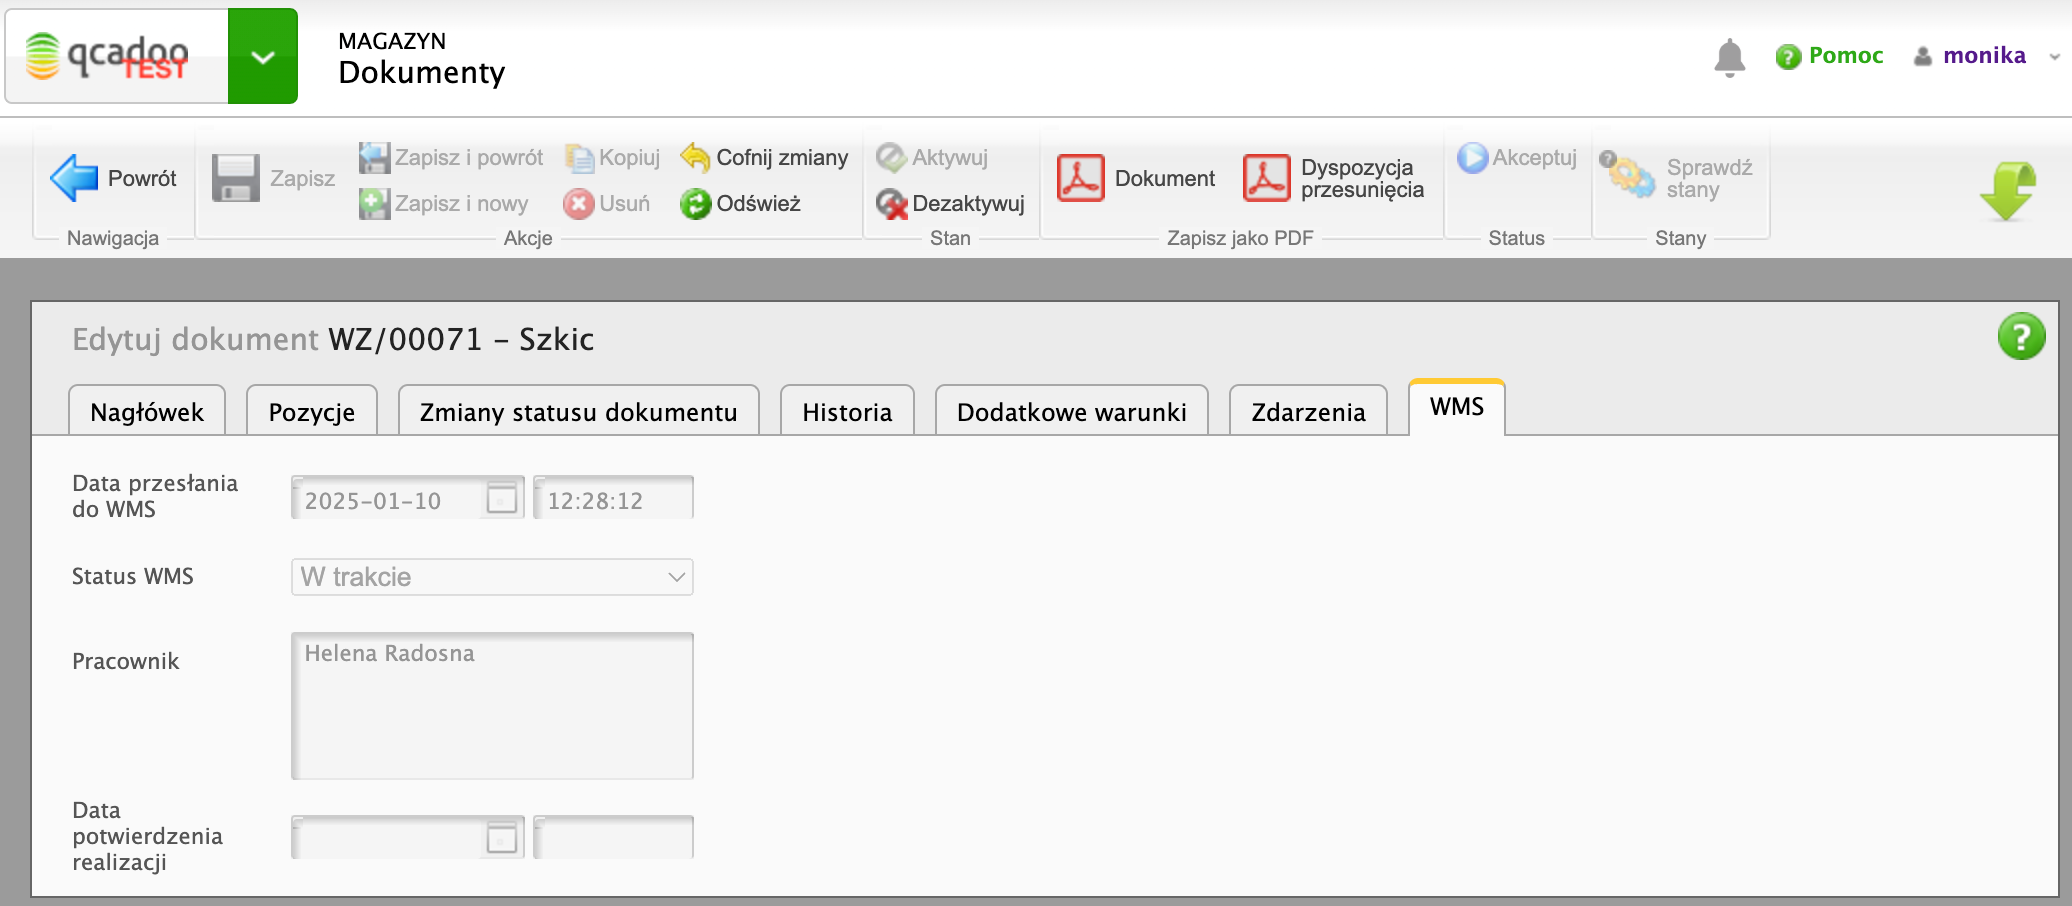 qcadoo
TEST
MAGAZYN
Dokumenty
Pomoc
monika
Powrót
Nawigacja
Zapisz
Zapisz i powrót
Zapisz i nowy
Kopiuj
Usuń
Cofnij zmiany
Odśwież
Akcje
Aktywuj
Dezaktywuj
Stan
Dokument
Dyspozycja
przesunięcia
Zapisz jako PDF
Akceptuj
Status
Sprawdź
stany
Stany
Edytuj dokument WZ/00071 - Szkic
Nagłówek
Pozycje
Zmiany statusu dokumentu
Historia
Dodatkowe warunki
Zdarzenia
WMS
Data przesłania
do WMS
2025-01-10
12:28:12
Status WMS
W trakcie
Pracownik
Helena Radosna
Data
potwierdzenia
realizacji